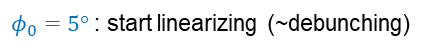 ϕ₀ = 5° : start linearizing (~debunching)